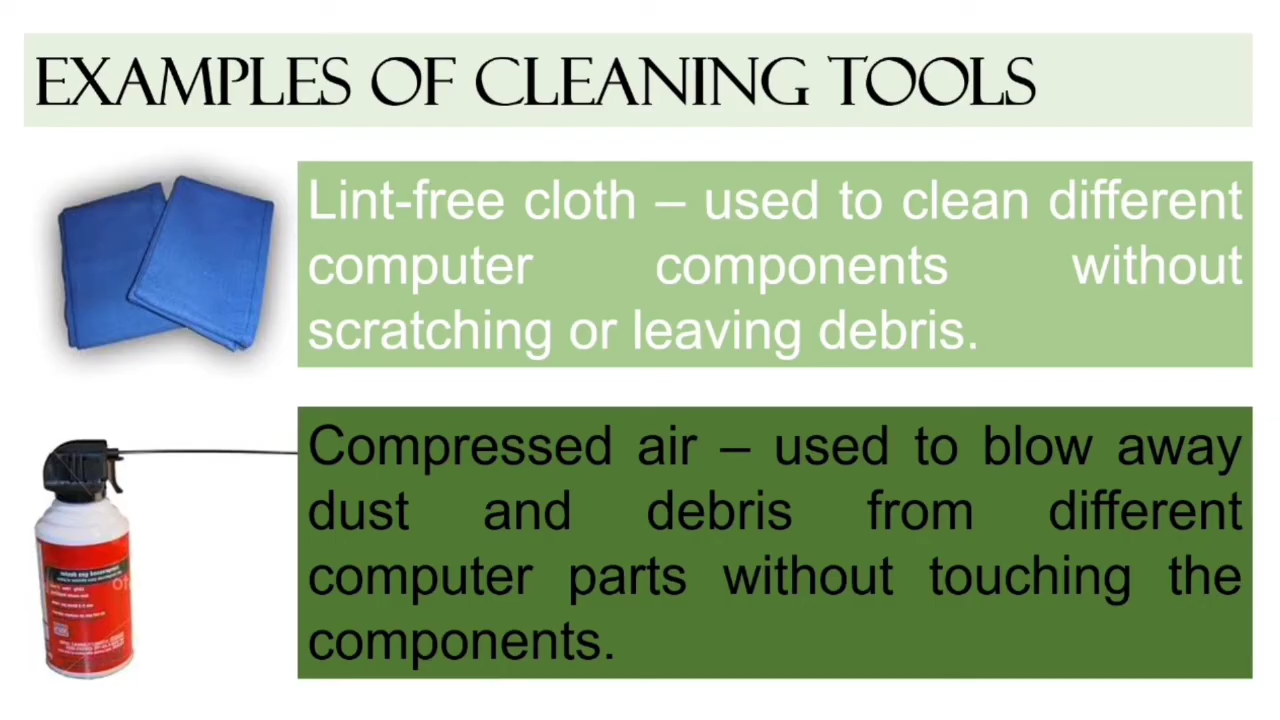 EXAMPLES OF CLEANING TOOLS
Lint-free cloth – used to clean different
computer components without
scratching or leaving debris.
Compressed air – used to blow away
dust and debris from different
computer parts without touching the
components.